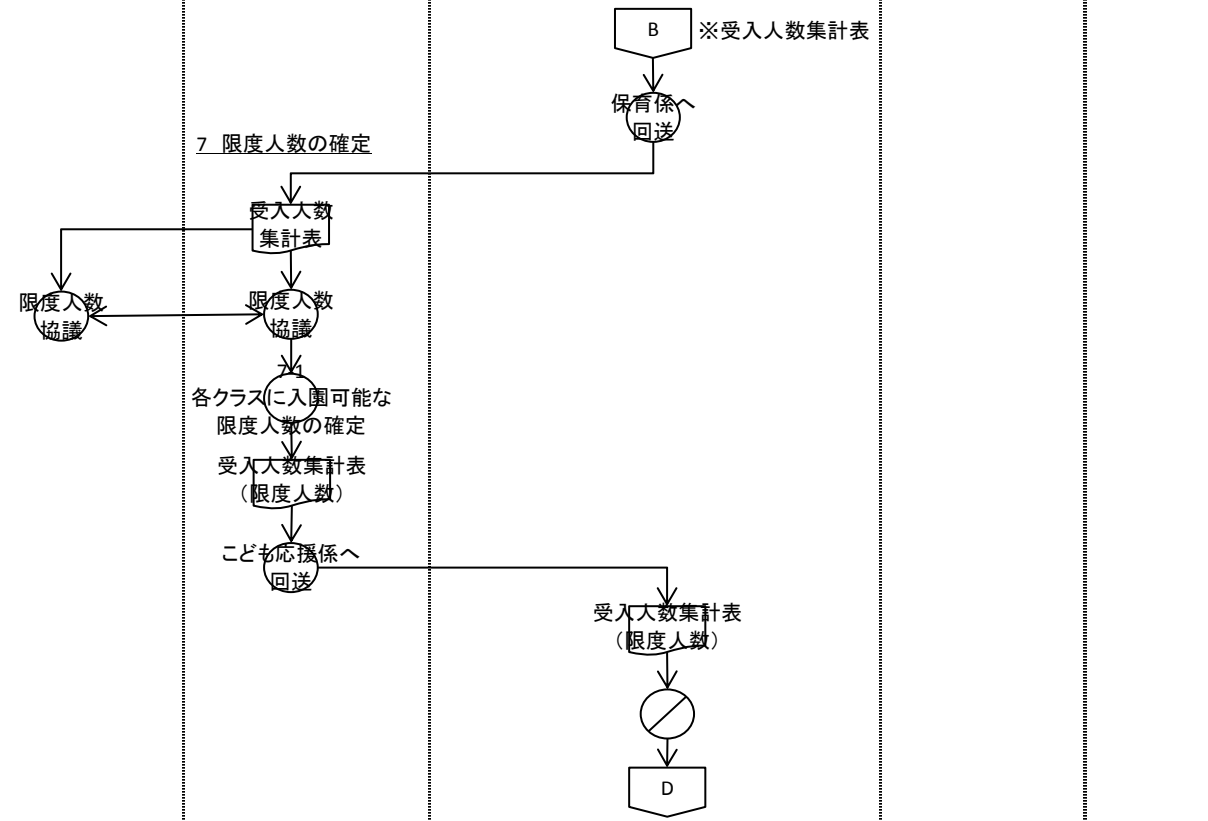 B
※受入人数集計表
保育係へ
回送
7 限度人数の確定
受入人数
集計表
限度人数
協議
限度人数
協議
7.1
各クラスに入園可能な
限度人数の確定
受入人数集計表
（限度人数）
こども応援係へ
回送
受入人数集計表
（限度人数）
D